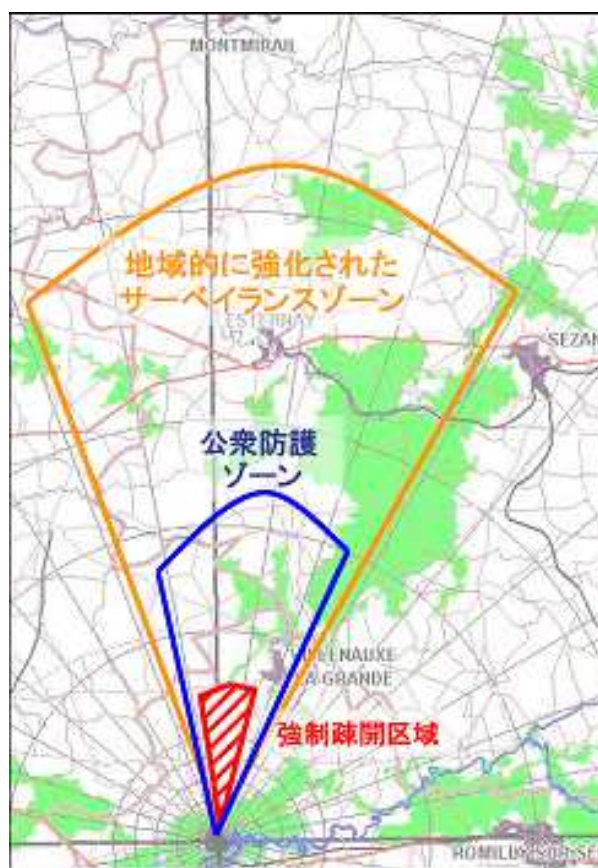 MONTMIRAIL
地域的に強化された
サーベイランスゾーン
ESTERNAY
SEZAN
公衆防護
ゾーン
LA GRANDE
強制疎開区域